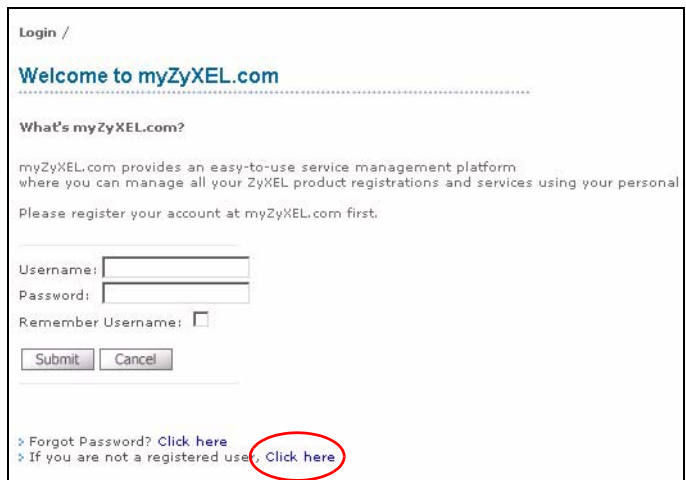 Login /
Welcome to myZyXEL.com
What's myZyXEL.com?
myZyXEL.com provides an easy-to-use service management platform
where you can manage all your ZyXEL product registrations and services using your personal
Please register your account at myZyXEL.com first.
Username:
Password:
Remember Username:
Submit Cancel
Forgot Password? Click here
If you are not a registered user, Click here